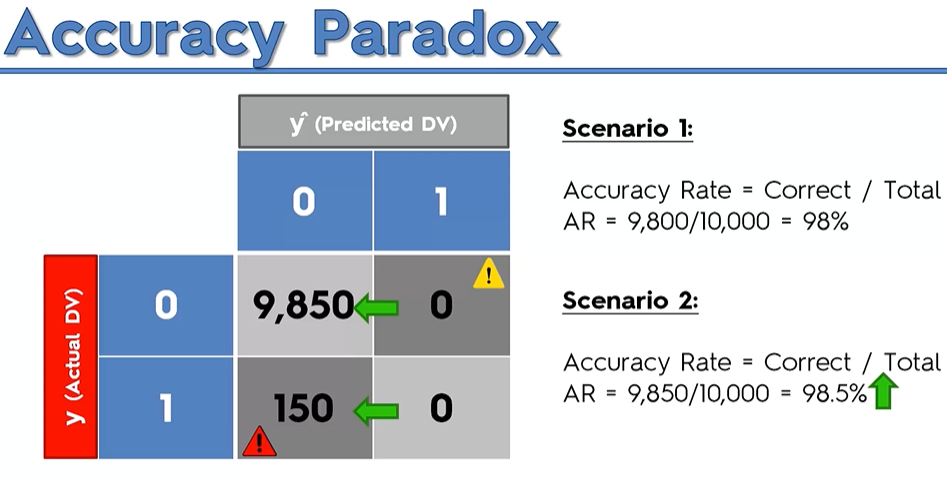 Accuracy Paradox
ŷ (Predicted DV)
0 1
y (Actual DV)
0 9,850 0
!
1 150 0
!
Scenario 1:
Accuracy Rate = Correct / Total
AR = 9,800/10,000 = 98%
Scenario 2:
Accuracy Rate = Correct / Total
AR = 9,850/10,000 = 98.5%